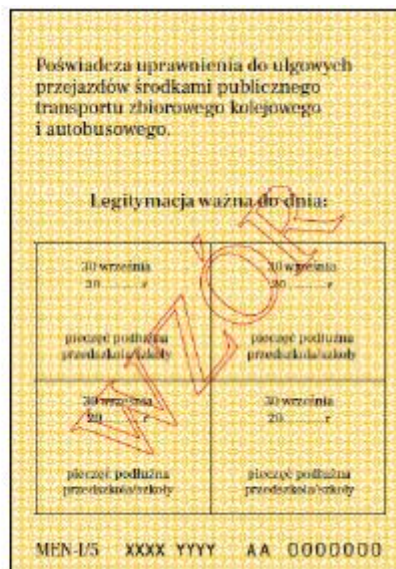 Poświadcza uprawnienia do ulgowych
przejazdów środkami publicznego
transportu zbiorowego kolejowego
i autobusowego.
Legitymacja ważna do dnia:
30 września
20...........r
pieczęć podłużna
przedszkola/szkoły
30 września
20...........r
pieczęć podłużna
przedszkola/szkoły
30 września
20...........r
pieczęć podłużna
przedszkola/szkoły
30 września
20...........r
pieczęć podłużna
przedszkola/szkoły
WZÓR
MEN-I/5 XXXX YYYY AA 0000000